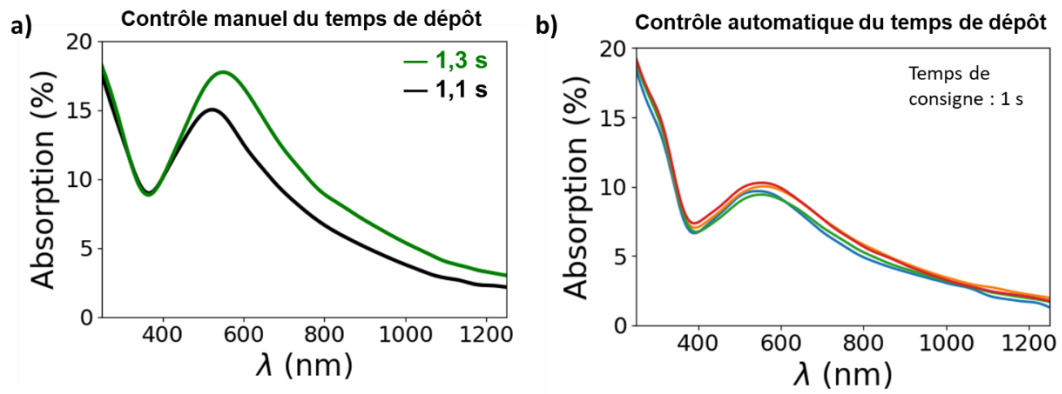 a)
Contrôle manuel du temps de dépôt
20
15
10
5
0
Absorption (%)
1,3 s
1,1 s
400 600 800 1000 1200
λ (nm)
b)
Contrôle automatique du temps de dépôt
20
15
10
5
0
Absorption (%)
Temps de
consigne : 1 s
400 600 800 1000 1200
λ (nm)